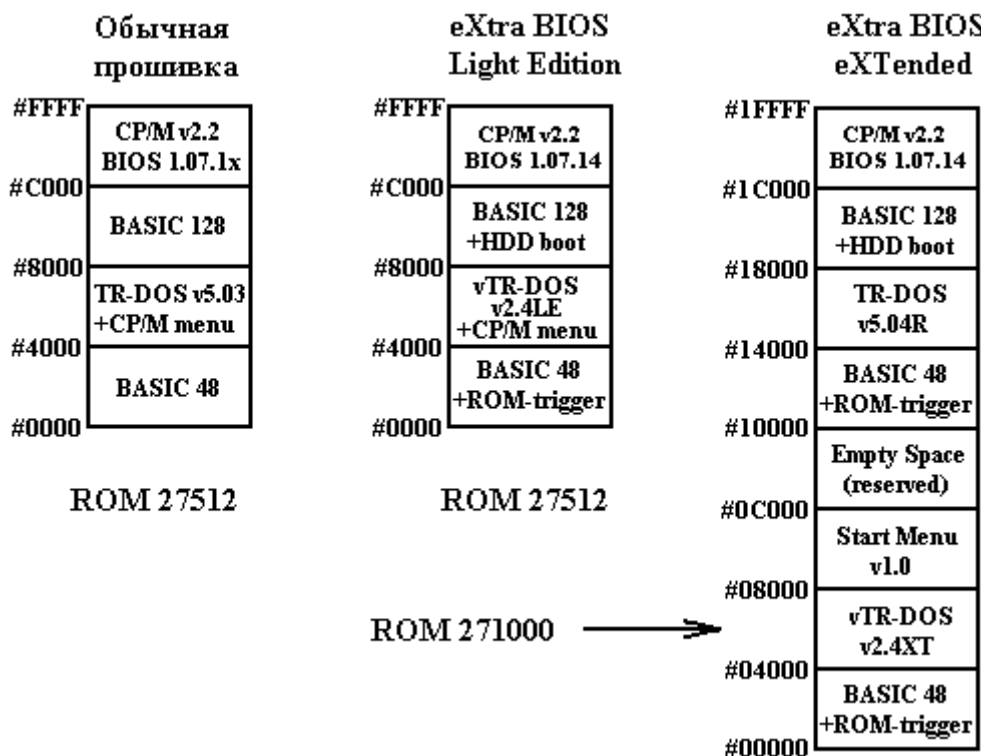 Обычная
прошивка
#FFFF
CP/M v2.2
BIOS 1.07.1x
#C000
BASIC 128
#8000
TR-DOS v5.03
+CP/M menu
#4000
BASIC 48
#0000
ROM 27512
eXtra BIOS
Light Edition
#FFFF
CP/M v2.2
BIOS 1.07.14
#C000
BASIC 128
+HDD boot
#8000
vTR-DOS
v2.4LE
+CP/M menu
#4000
BASIC 48
+ROM-trigger
#0000
ROM 27512
ROM 271000
eXtra BIOS
eXTended
#1FFFF
CP/M v2.2
BIOS 1.07.14
#1C000
BASIC 128
+HDD boot
#18000
TR-DOS
v5.04R
#14000
BASIC 48
+ROM-trigger
#10000
Empty Space
(reserved)
#0C000
Start Menu
v1.0
#08000
vTR-DOS
v2.4XT
#04000
BASIC 48
+ROM-trigger
#00000